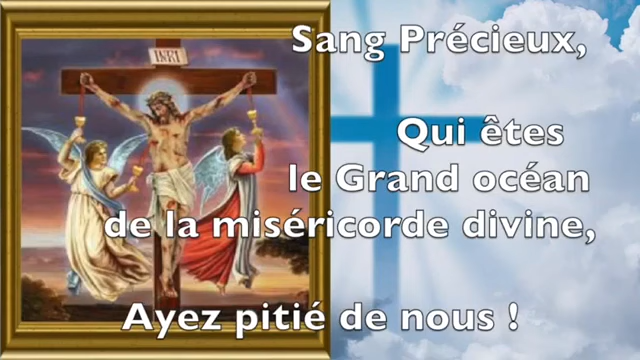 INRI
Sang Précieux,
Qui êtes
le Grand océan
de la miséricorde divine,
Ayez pitié de nous !